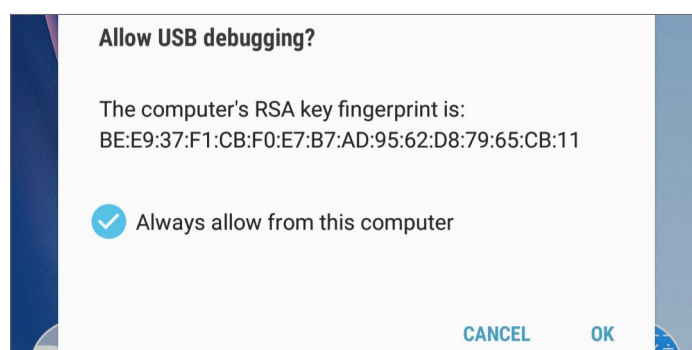 Allow USB debugging?
The computer's RSA key fingerprint is:
BE:E9:37:F1:CB:F0:E7:B7:AD:95:62:D8:79:65:CB:11
Always allow from this computer
CANCEL OK